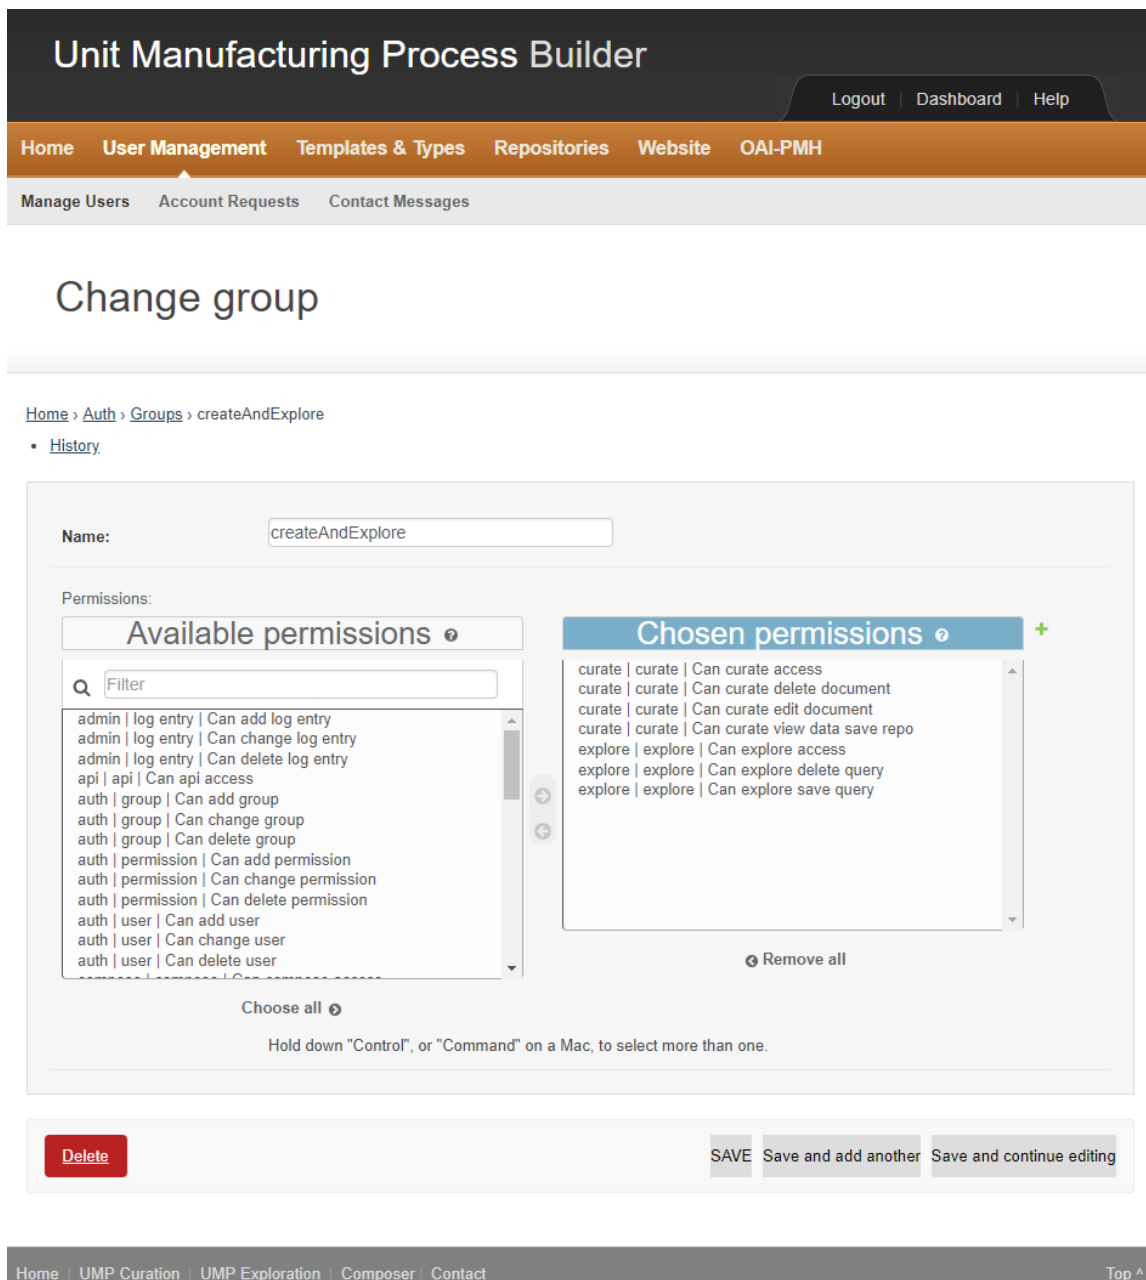 Unit Manufacturing Process Builder
Logout | Dashboard | Help
Home User Management Templates & Types Repositories Website OAI-PMH
Manage Users Account Requests Contact Messages
Change group
Home › Auth › Groups › createAndExplore
• History
Name: createAndExplore
Permissions:
Available permissions
Filter
admin | log entry | Can add log entry
admin | log entry | Can change log entry
admin | log entry | Can delete log entry
api | api | Can api access
auth | group | Can add group
auth | group | Can change group
auth | group | Can delete group
auth | permission | Can add permission
auth | permission | Can change permission
auth | permission | Can delete permission
auth | user | Can add user
auth | user | Can change user
auth | user | Can delete user
compose | compose | Can compose access
Choose all
Chosen permissions
curate | curate | Can curate access
curate | curate | Can curate delete document
curate | curate | Can curate edit document
curate | curate | Can curate view data save repo
explore | explore | Can explore access
explore | explore | Can explore delete query
explore | explore | Can explore save query
Remove all
Hold down "Control", or "Command" on a Mac, to select more than one.
Delete
SAVE Save and add another Save and continue editing
Home | UMP Curation | UMP Exploration | Composer | Contact
Top ^